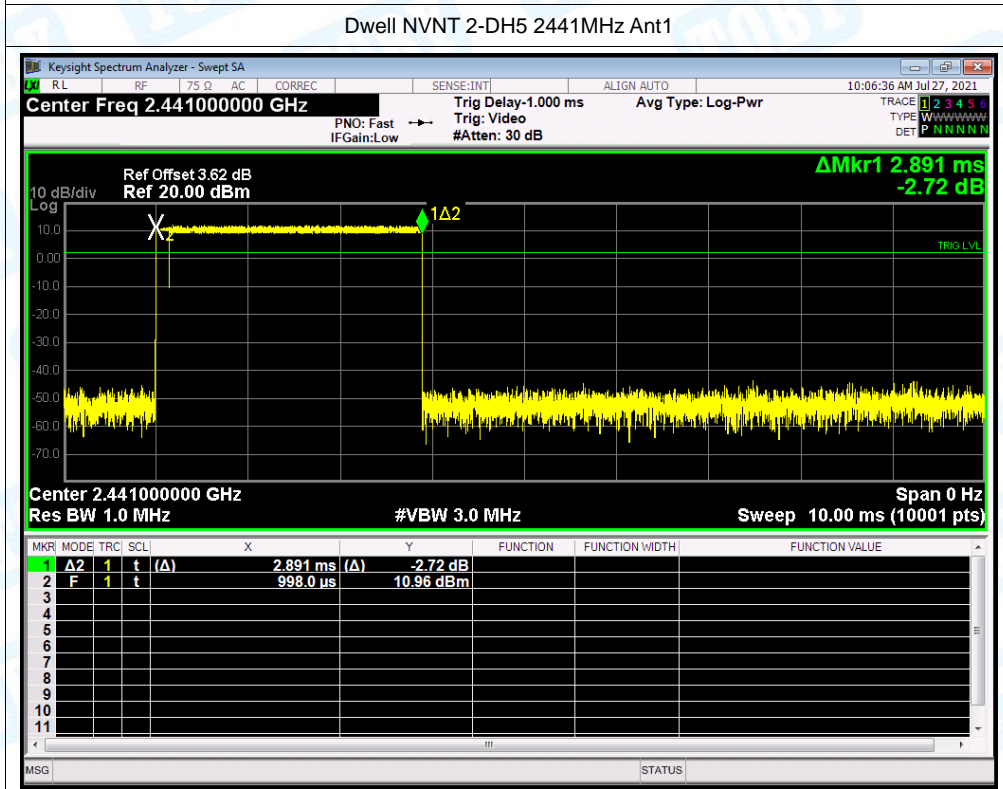 Dwell NVNT 2-DH5 2441MHz Ant1
Keysight Spectrum Analyzer - Swept SA
LXI RL RF 75 Ω AC CORREC SENSE:INT ALIGN AUTO 10:06:36 AM Jul 27, 2021
Center Freq 2.441000000 GHz Trig Delay-1.000 ms Avg Type: Log-Pwr TRACE 1 2 3 4 5 6
PNO: Fast Trig: Video TYPE WWWWWW
IFGain:Low #Atten: 30 dB DET P N N N N N
ΔMkr1 2.891 ms
Ref Offset 3.62 dB
10 dB/div Ref 20.00 dBm -2.72 dB
Log
10.0
0.00
-10.0
-20.0
-30.0
-40.0
-50.0
-60.0
-70.0
X2
1Δ2
TRIG LVL
Center 2.441000000 GHz Span 0 Hz
Res BW 1.0 MHz #VBW 3.0 MHz Sweep 10.00 ms (10001 pts)
MKR MODE TRC SCL X Y FUNCTION FUNCTION WIDTH FUNCTION VALUE
1 Δ2 1 t (Δ) 2.891 ms (Δ) -2.72 dB
2 F 1 t 998.0 µs 10.96 dBm
3
4
5
6
7
8
9
10
11
MSG STATUS